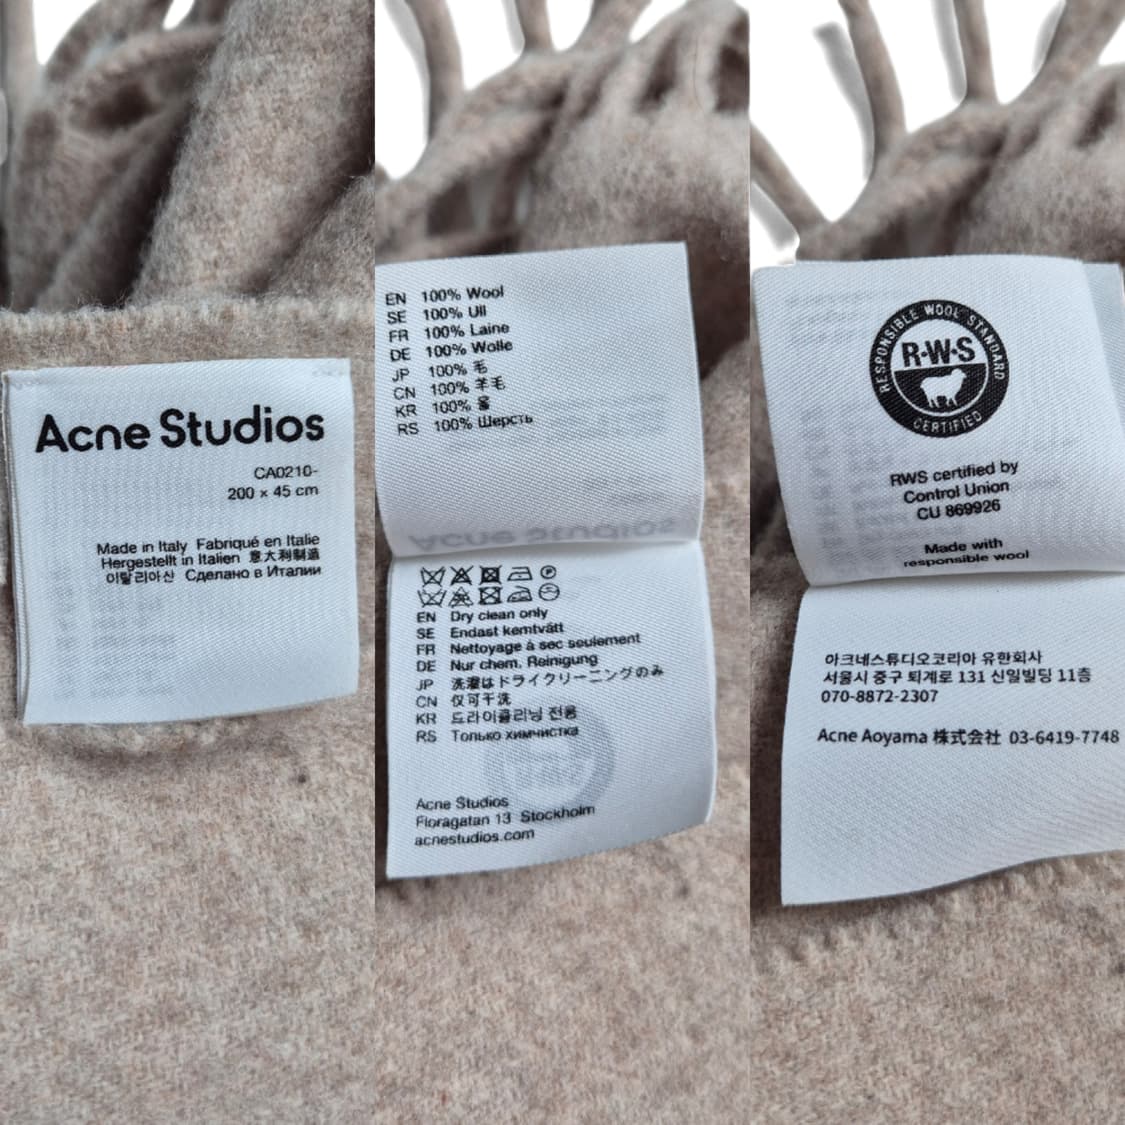 Acne Studios
CA0210-
200 x 45 cm
Made in Italy Fabriqué en Italie
Hergestellt in Italien 意大利制造
이탈리아산 Сделано в Италии
EN 100% Wool
SE 100% Ull
FR 100% Laine
DE 100% Wolle
JP 100% 毛
CN 100% 羊毛
KR 100% 울
RS 100% Шерсть
EN Dry clean only
SE Endast kemtvätt
FR Nettoyage à sec seulement
DE Nur chem. Reinigung
JP 洗濯はドライクリーニングのみ
CN 仅可干洗
KR 드라이클리닝 전용
RS Только химчистка
Acne Studios
Floragatan 13 Stockholm
acnestudios.com
RESPONSIBLE WOOL STANDARD
R·W·S
CERTIFIED
RWS certified by
Control Union
CU 869926
Made with
responsible wool
아크네스튜디오코리아 유한회사
서울시 중구 퇴계로 131 신일빌딩 11층
070-8872-2307
Acne Aoyama 株式会社 03-6419-7748